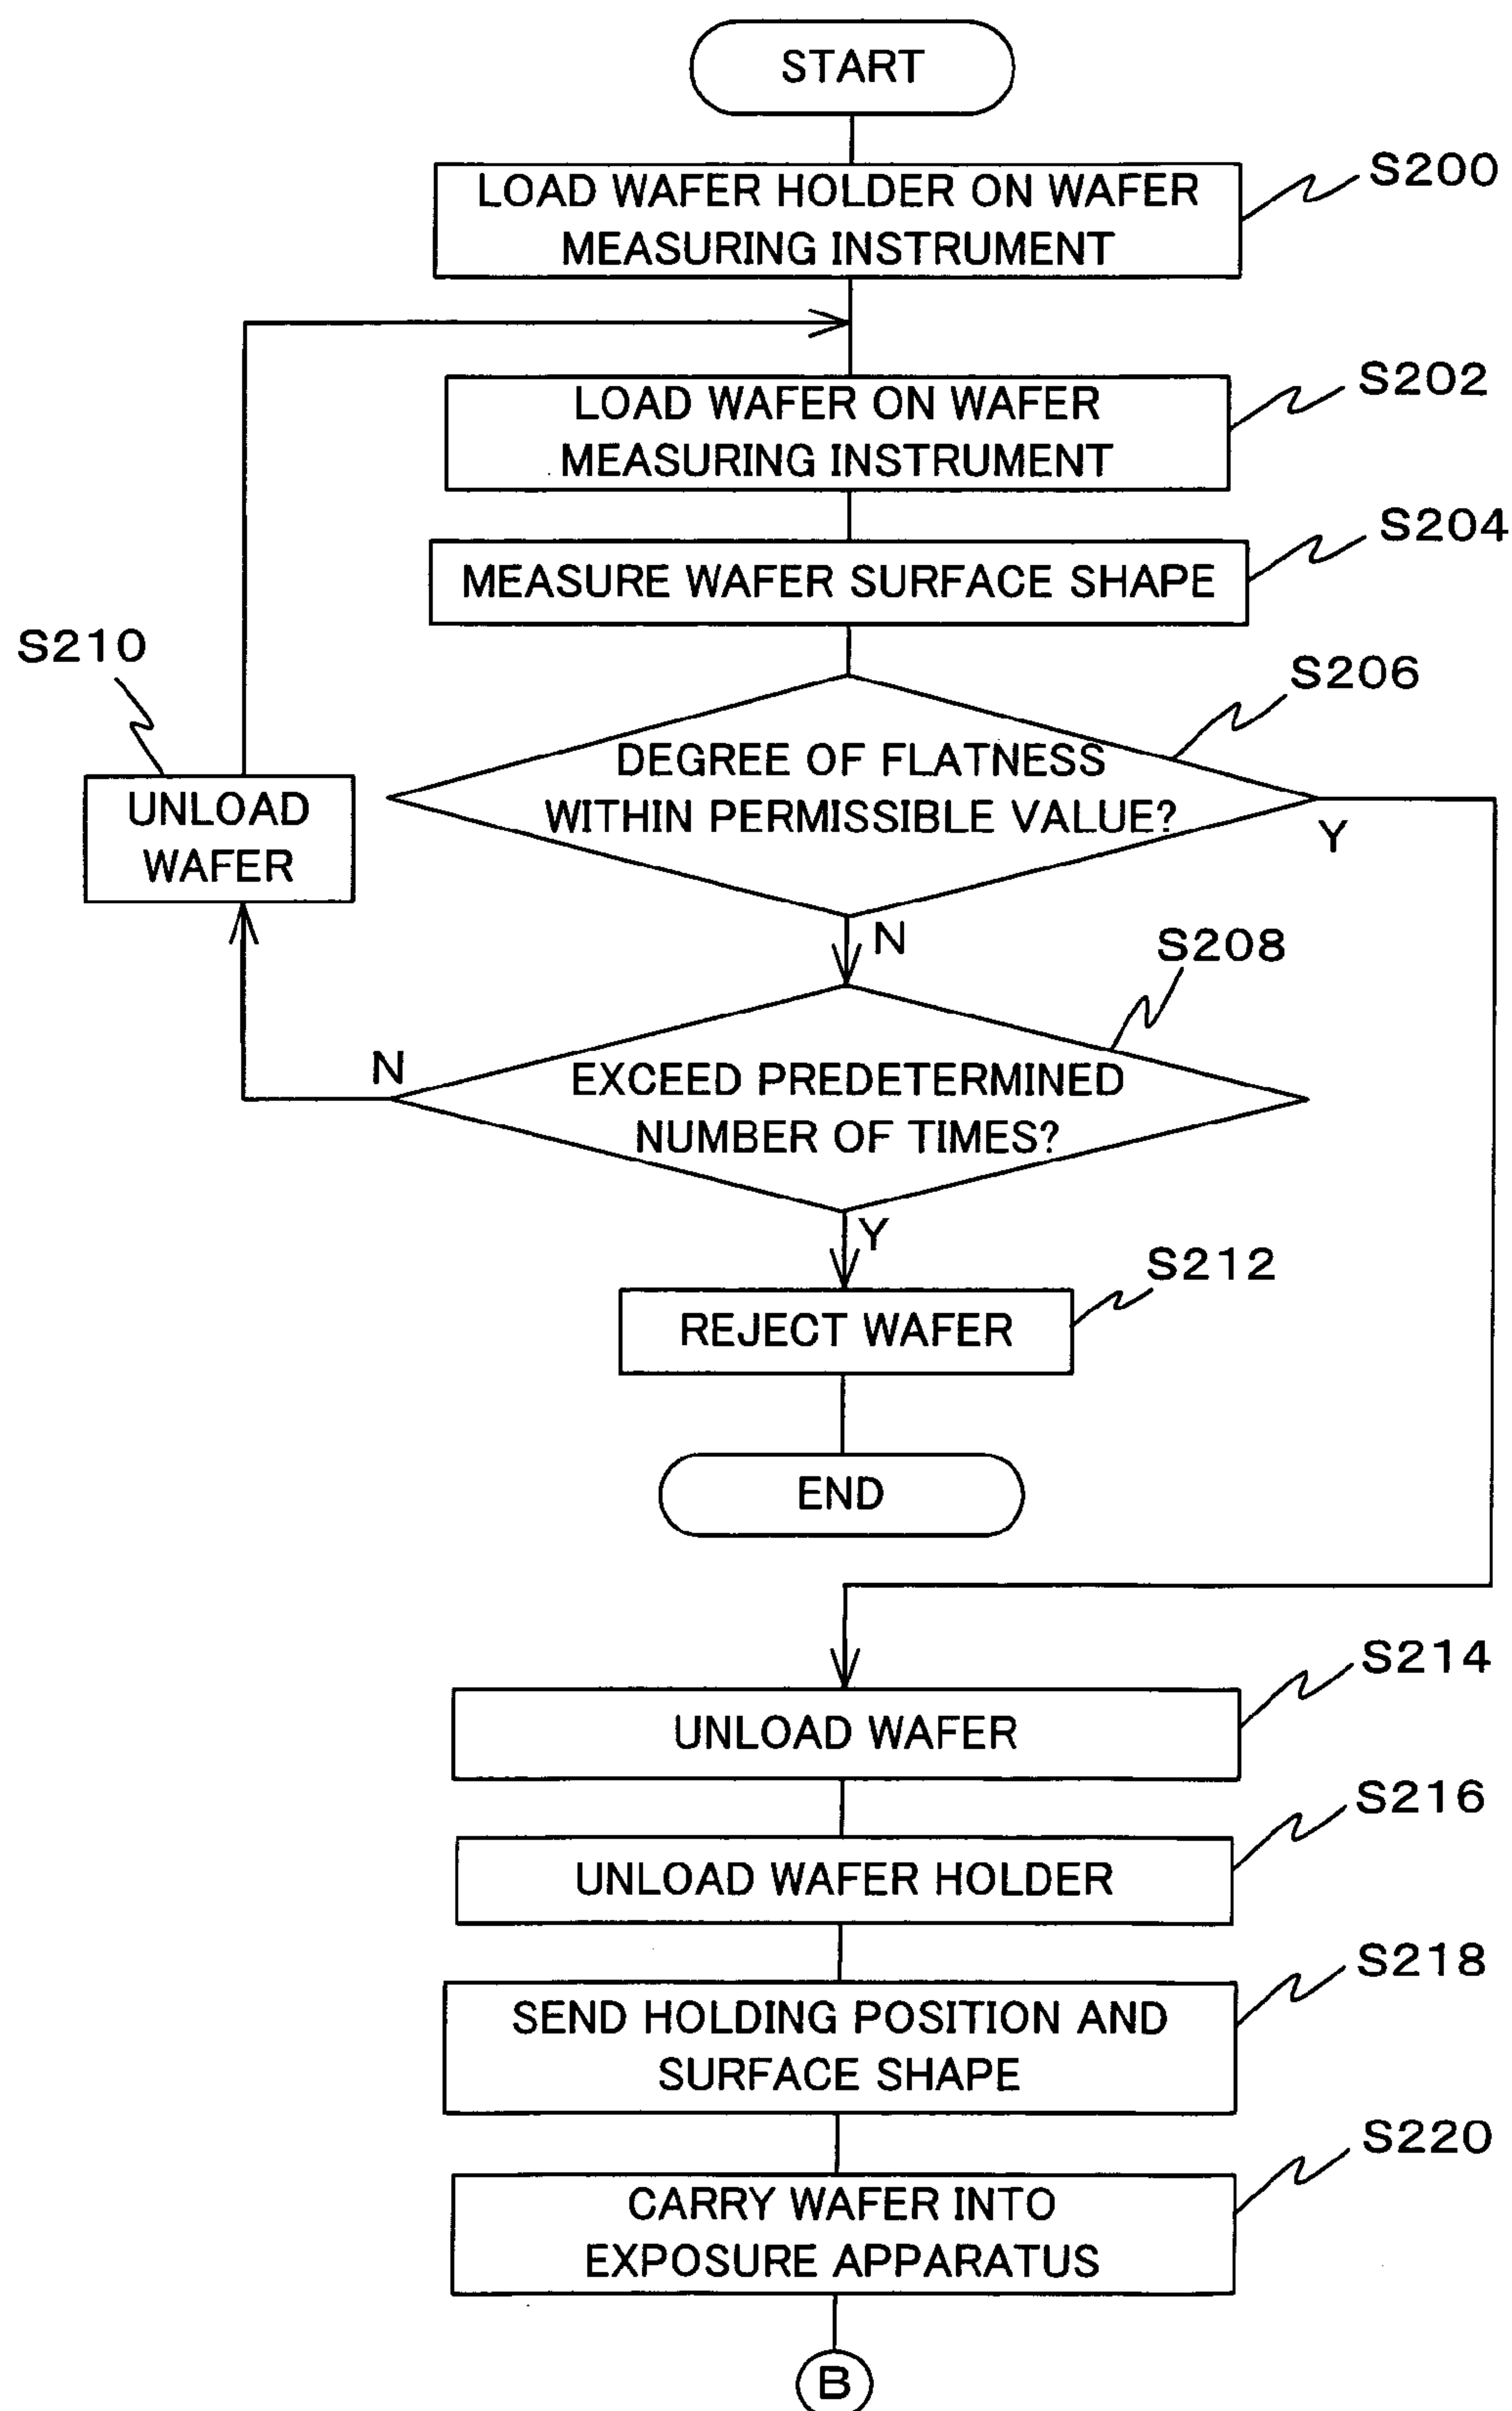 START
LOAD WAFER HOLDER ON WAFER
MEASURING INSTRUMENT
S200
LOAD WAFER ON WAFER
MEASURING INSTRUMENT
S202
MEASURE WAFER SURFACE SHAPE
S204
DEGREE OF FLATNESS
WITHIN PERMISSIBLE VALUE?
S206
Y
N
S210
UNLOAD
WAFER
EXCEED PREDETERMINED
NUMBER OF TIMES?
S208
N
Y
REJECT WAFER
S212
END
UNLOAD WAFER
S214
UNLOAD WAFER HOLDER
S216
SEND HOLDING POSITION AND
SURFACE SHAPE
S218
CARRY WAFER INTO
EXPOSURE APPARATUS
S220
B